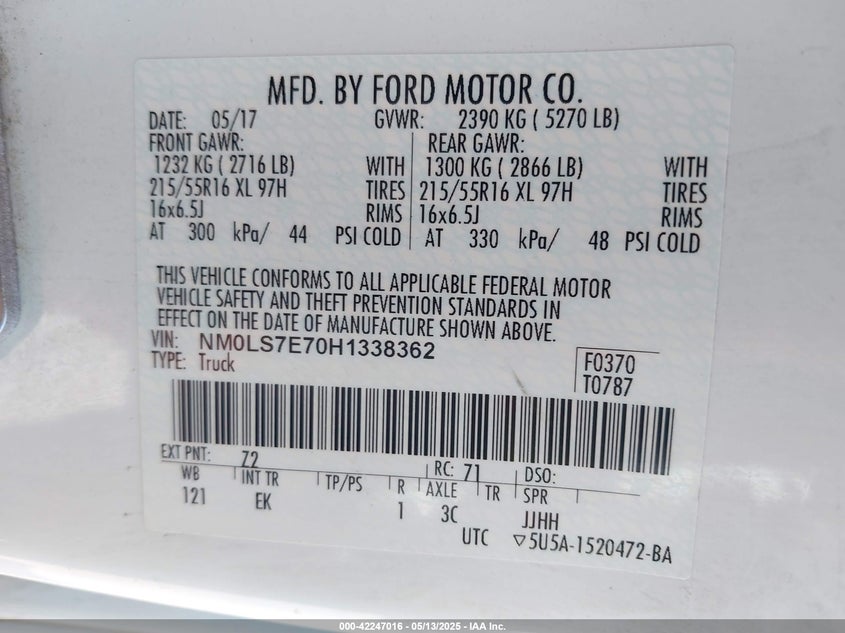 MFD. BY FORD MOTOR CO.
DATE: 05/17 GVWR: 2390 KG ( 5270 LB)
FRONT GAWR: REAR GAWR:
1232 KG ( 2716 LB) WITH 1300 KG ( 2866 LB) WITH
215/55R16 XL 97H TIRES 215/55R16 XL 97H TIRES
16x6.5J RIMS 16x6.5J RIMS
AT 300 kPa/ 44 PSI COLD AT 330 kPa/ 48 PSI COLD
THIS VEHICLE CONFORMS TO ALL APPLICABLE FEDERAL MOTOR
VEHICLE SAFETY AND THEFT PREVENTION STANDARDS IN
EFFECT ON THE DATE OF MANUFACTURE SHOWN ABOVE.
VIN: NM0LS7E70H1338362
TYPE: Truck
F0370
T0787
EXT PNT: Z2 RC: 71 DSO:
WB INT TR TP/PS R AXLE TR SPR
121 EK 1 3C JJHH
UTC ▽5U5A-1520472-BA
000-42247016 - 05/13/2025 - IAA Inc.